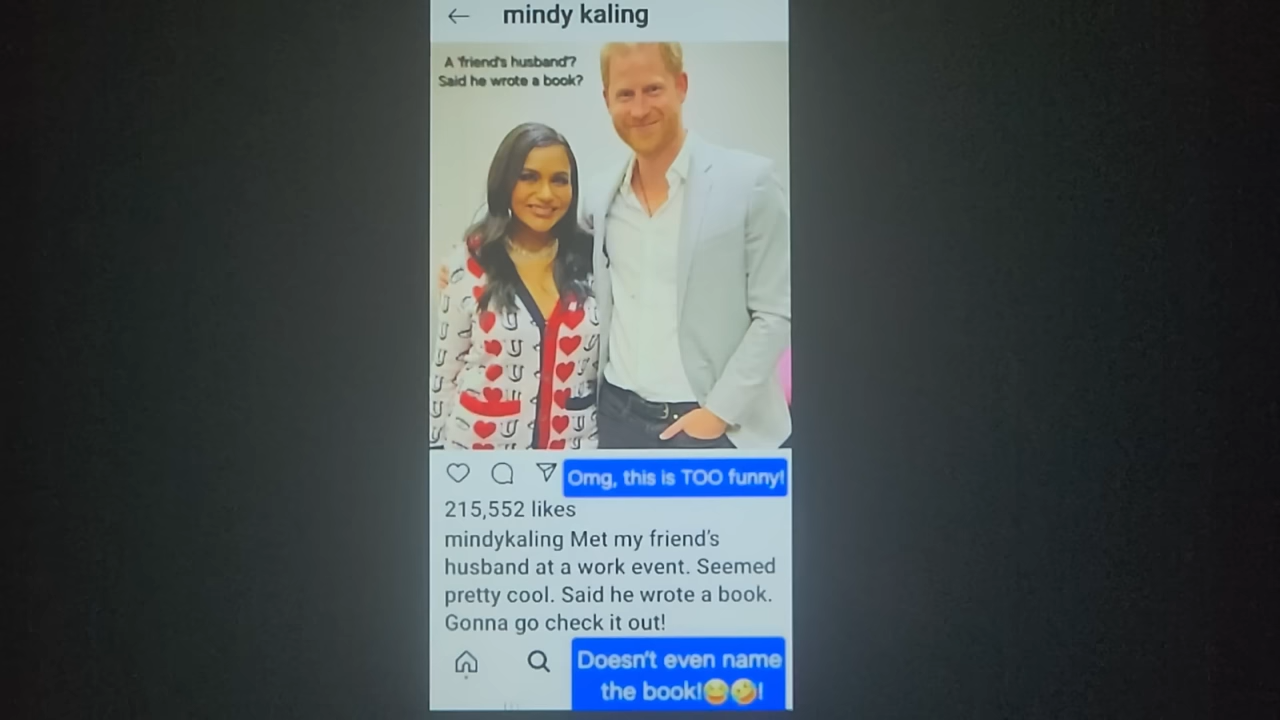 mindy kaling
A 'friend's husband'?
Said he wrote a book?
Omg, this is TOO funny!
215,552 likes
mindykaling Met my friend's
husband at a work event. Seemed
pretty cool. Said he wrote a book.
Gonna go check it out!
Doesn't even name
the book!😂🤣!